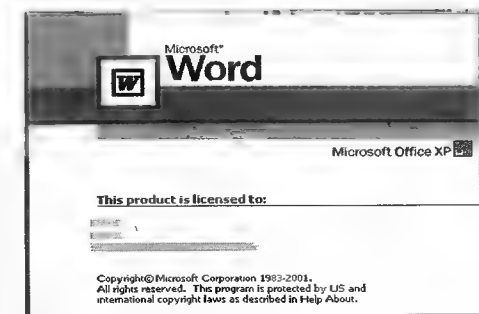 Microsoft®
Word
W
Microsoft Office XP
This product is licensed to:
Copyright© Microsoft Corporation 1983-2001.
All rights reserved. This program is protected by US and
international copyright laws as described in Help About.